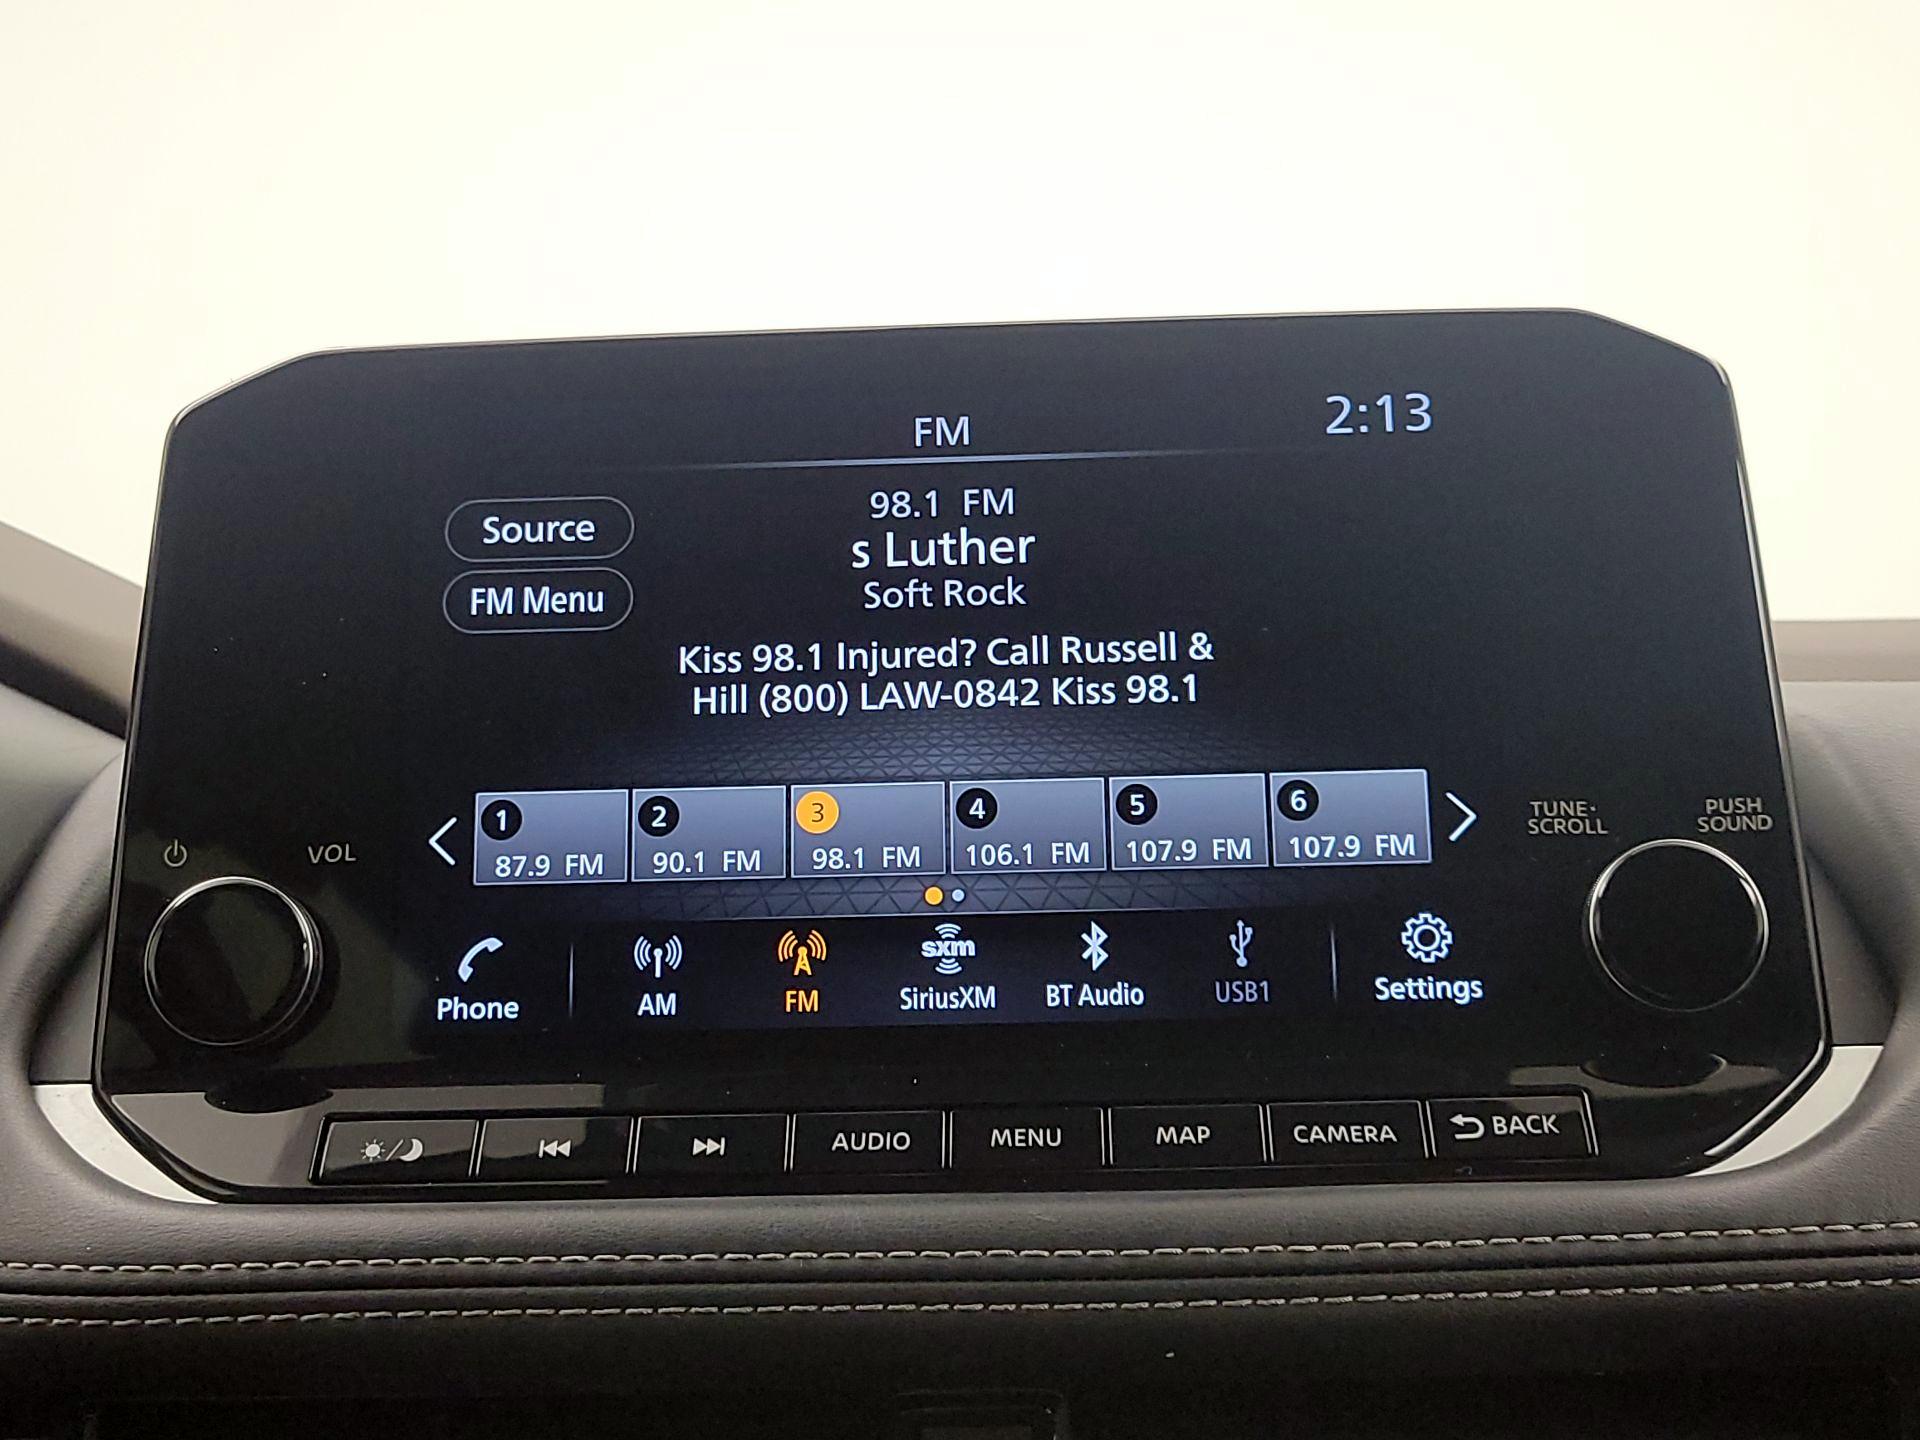 FM
2:13
Source
98.1 FM
s Luther
FM Menu
Soft Rock
Kiss 98.1 Injured? Call Russell &
Hill (800) LAW-0842 Kiss 98.1
1
2
3
4
5
6
87.9 FM
90.1 FM
98.1 FM
106.1 FM
107.9 FM
107.9 FM
VOL
TUNE·
SCROLL
PUSH
SOUND
sxm
Phone
AM
FM
SiriusXM
BT Audio
USB1
Settings
AUDIO
MENU
MAP
CAMERA
BACK